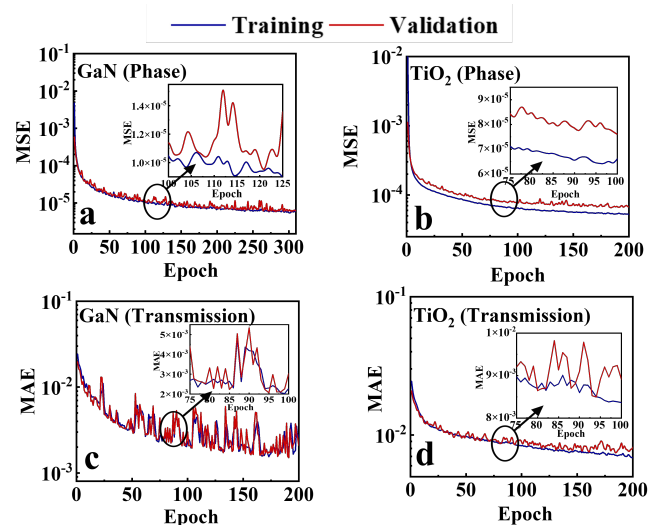 Training Validation
GaN (Phase)
MSE
10⁻¹
10⁻²
10⁻³
10⁻⁴
10⁻⁵
10⁻⁶
0 50 100 150 200 250 300
Epoch
a
MSE
1.4×10⁻⁵
1.2×10⁻⁵
1.0×10⁻⁵
100 105 110 115 120 125
Epoch
TiO₂ (Phase)
MSE
10⁻²
10⁻³
10⁻⁴
0 50 100 150 200
Epoch
b
MSE
9×10⁻⁵
8×10⁻⁵
7×10⁻⁵
6×10⁻⁵
75 80 85 90 95 100
Epoch
GaN (Transmission)
MAE
10⁻¹
10⁻²
10⁻³
0 50 100 150 200
Epoch
c
MAE
5×10⁻³
4×10⁻³
3×10⁻³
2×10⁻³
75 80 85 90 95 100
Epoch
TiO₂ (Transmission)
MAE
10⁻¹
10⁻²
0 50 100 150 200
Epoch
d
MAE
1×10⁻²
9×10⁻³
8×10⁻³
75 80 85 90 95 100
Epoch